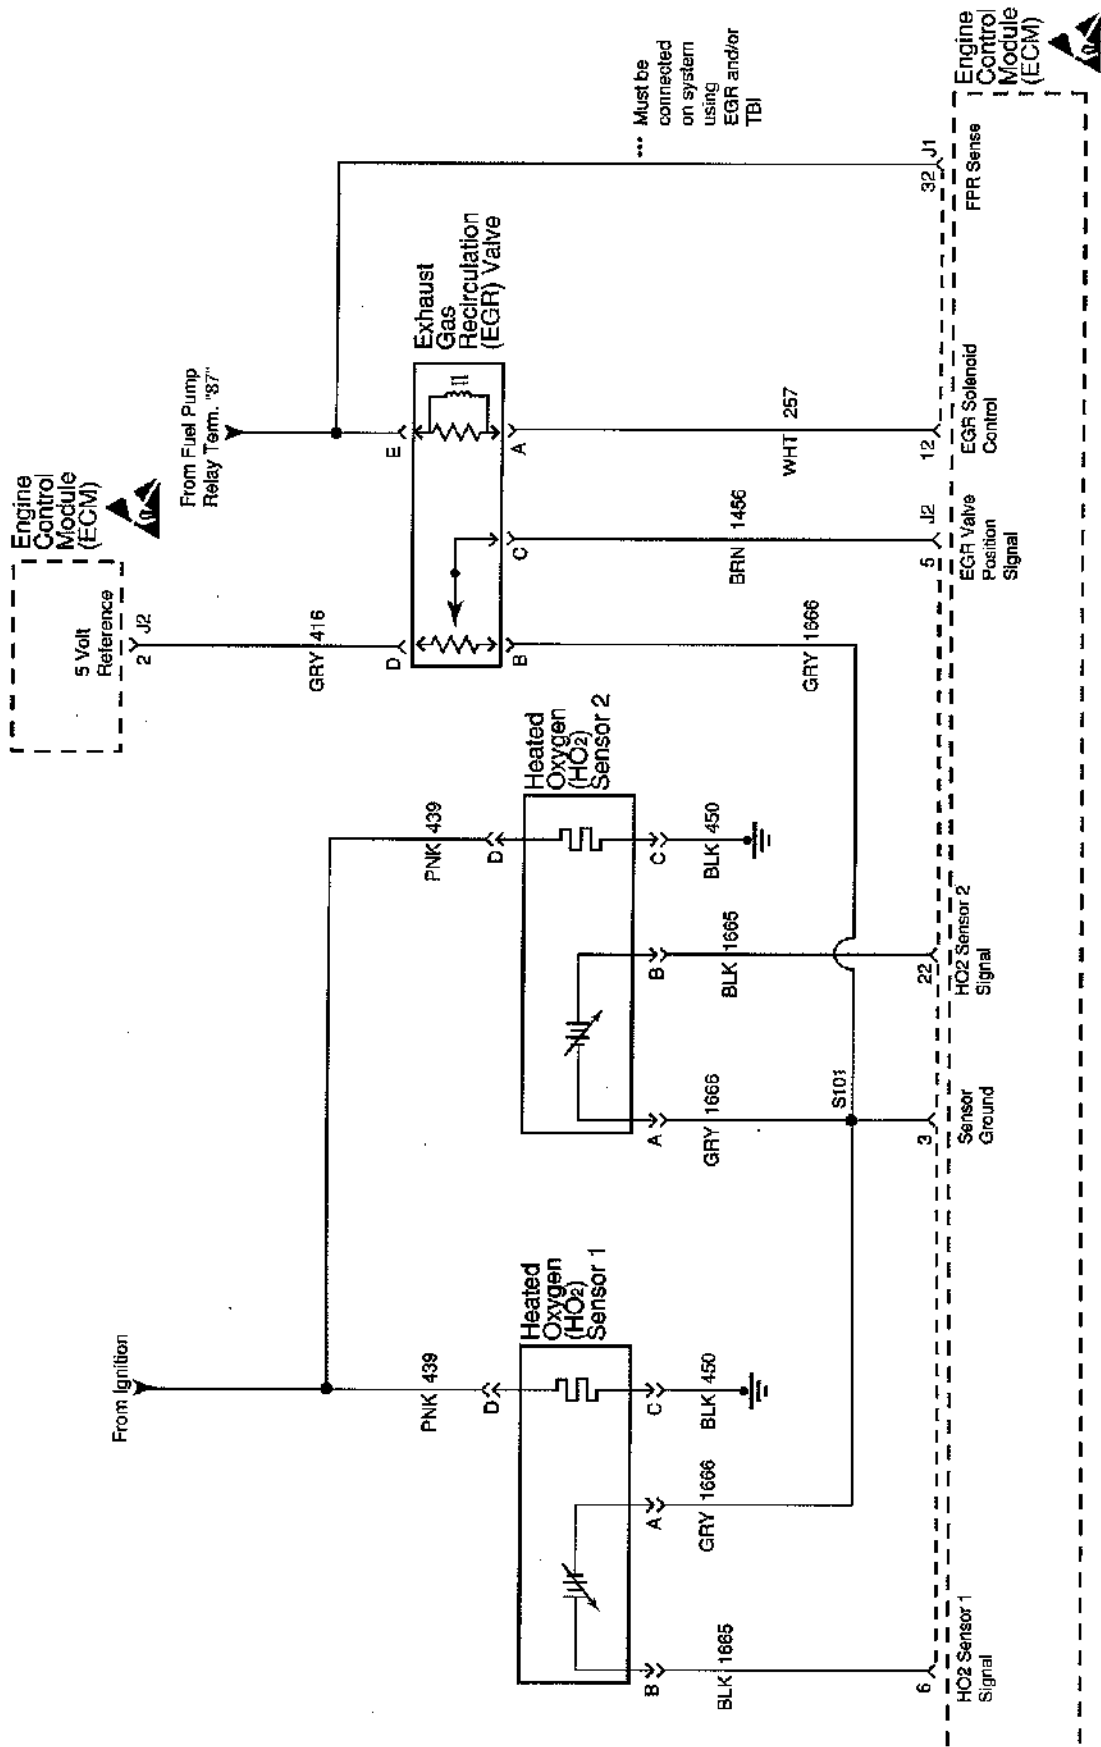 From Ignition
PNK 439
D
Heated
Oxygen
(HO2)
Sensor 1
B
A
C
BLK 1665
GRY 1666
BLK 450
6
HO2 Sensor 1
Signal
PNK 439
D
Heated
Oxygen
(HO2)
Sensor 2
A
B
C
GRY 1666
BLK 1665
BLK 450
S101
3
Sensor
Ground
22
HO2 Sensor 2
Signal
Engine
Control
Module
(ECM)
5 Volt
Reference
2
J2
GRY 416
From Fuel Pump
Relay Term. "87"
D
E
Exhaust
Gas
Recirculation
(EGR) Valve
B
C
A
GRY 1666
BRN 1456
WHT 257
5
J2
EGR Valve
Position
Signal
12
EGR Solenoid
Control
*** Must be
connected
on system
using
EGR and/or
TBI
32
J1
FPR Sense
Engine
Control
Module
(ECM)